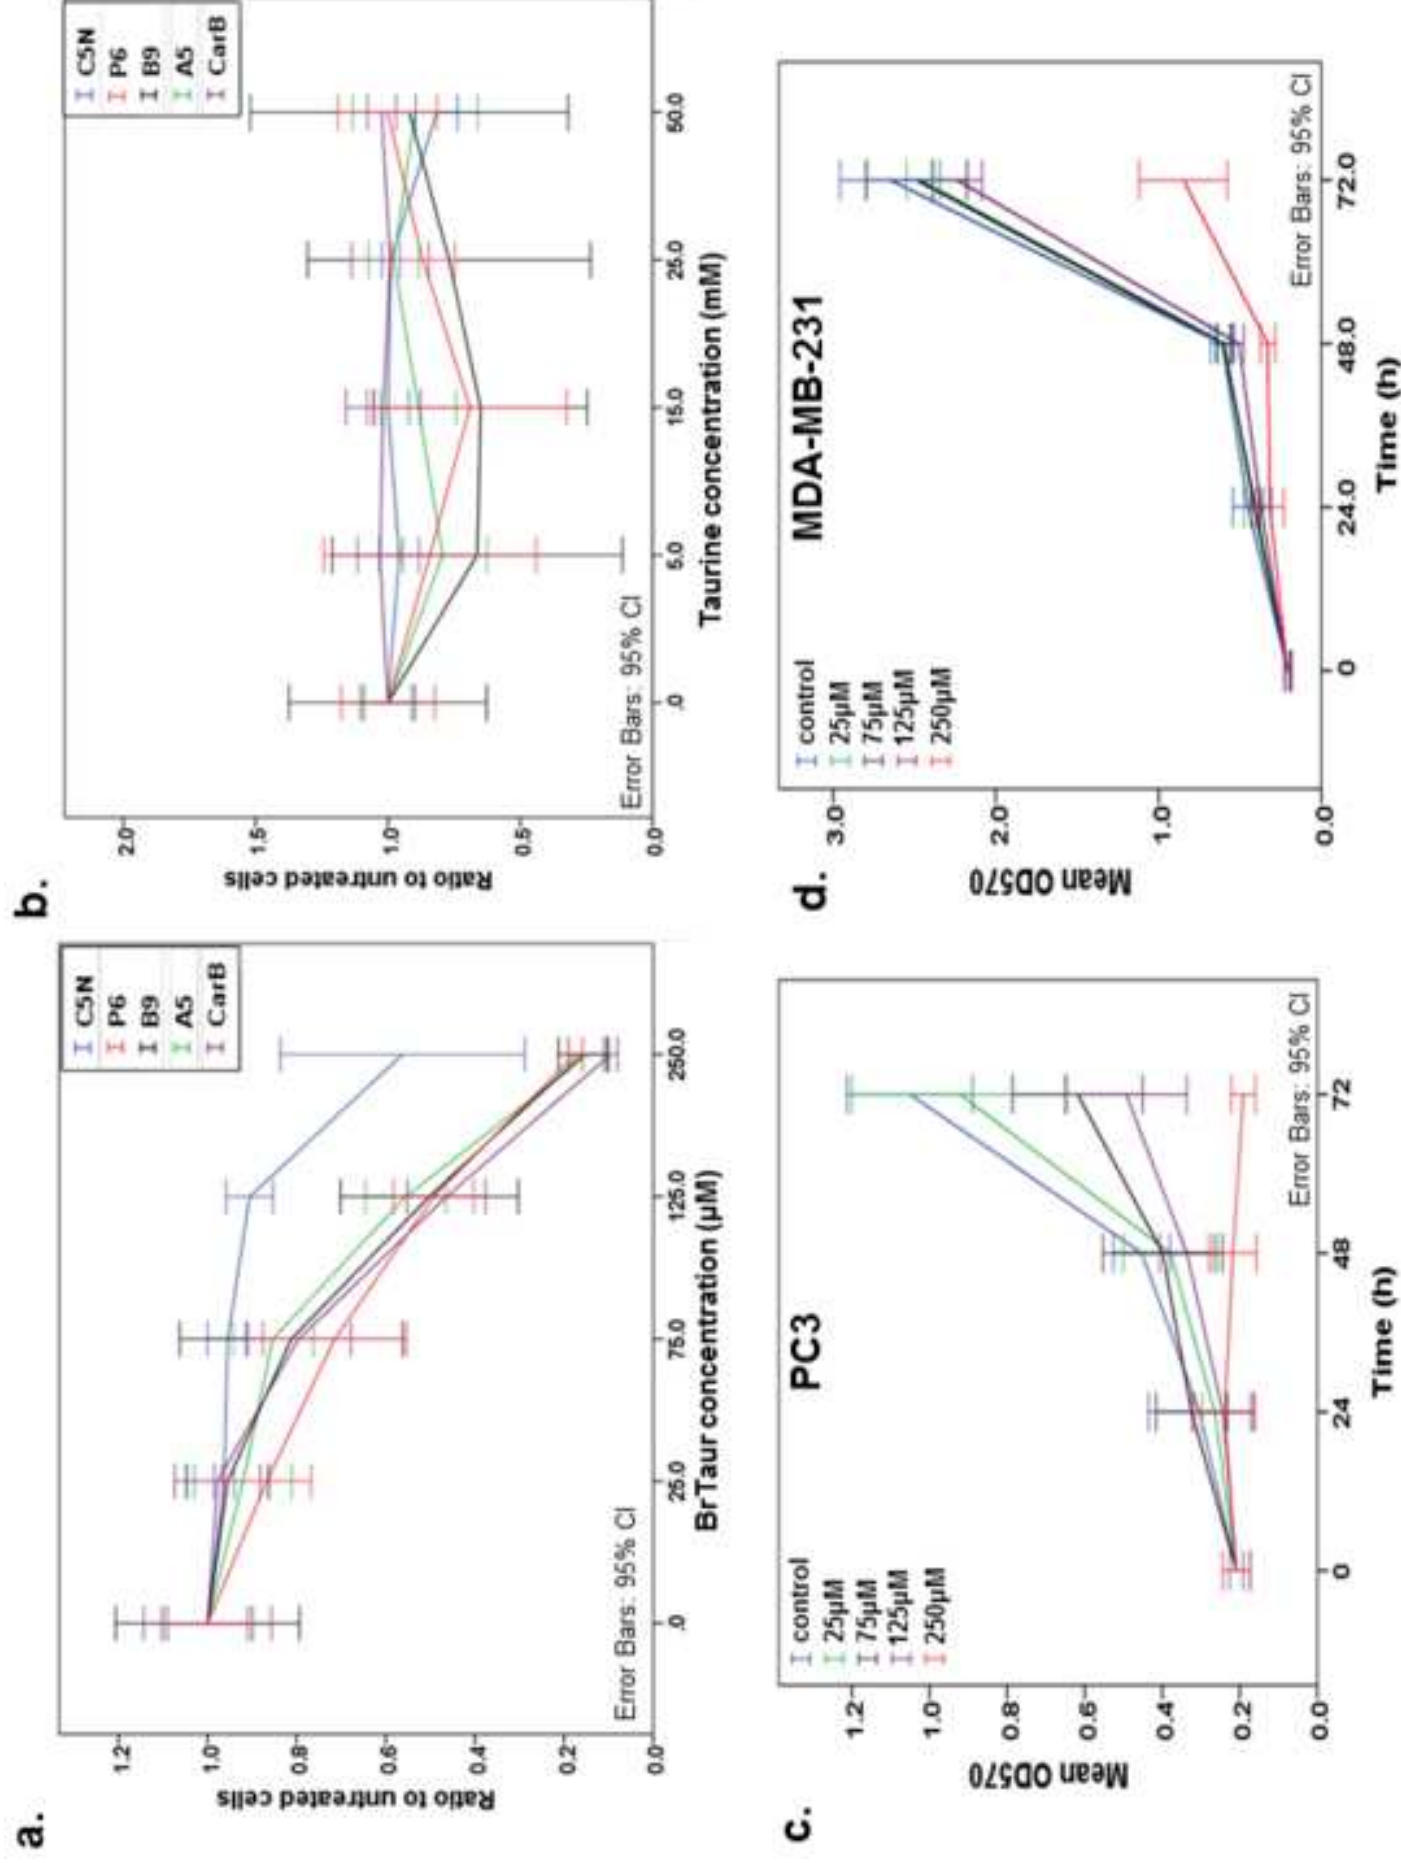 a.
C5N
P6
B9
A5
CarB
1.2
1.0
0.8
0.6
0.4
0.2
0.0
Ratio to untreated cells
Error Bars: 95% CI
.0
25.0
75.0
125.0
250.0
BrTaur concentration (µM)
b.
C5N
P6
B9
A5
CarB
2.0
1.5
1.0
0.5
0.0
Ratio to untreated cells
Error Bars: 95% CI
.0
5.0
15.0
25.0
50.0
Taurine concentration (mM)
c.
PC3
control
25µM
75µM
125µM
250µM
1.2
1.0
0.8
0.6
0.4
0.2
0.0
Mean OD570
Error Bars: 95% CI
0
24
48
72
Time (h)
d.
MDA-MB-231
control
25µM
75µM
125µM
250µM
3.0
2.0
1.0
0.0
Mean OD570
Error Bars: 95% CI
0
24.0
48.0
72.0
Time (h)